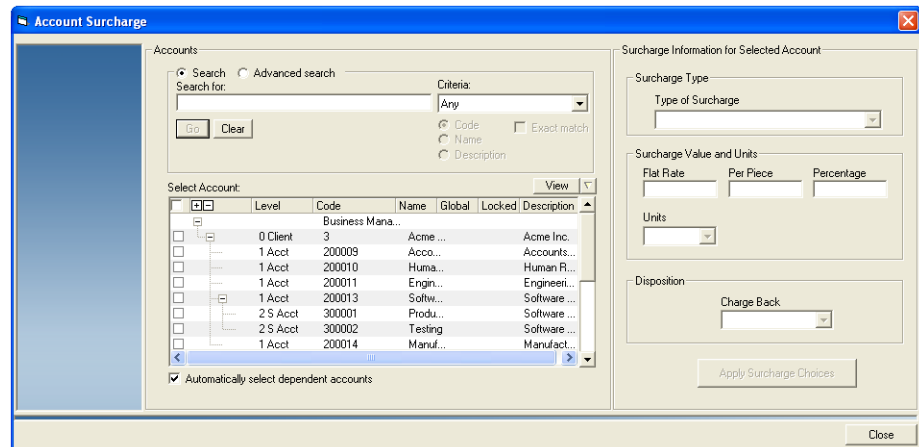 Account Surcharge
Accounts
Search Advanced search
Search for:
Criteria:
Any
Go Clear
Code
Name
Description
Exact match
Select Account:
View
Level Code Name Global Locked Description
Business Mana...
0 Client 3 Acme ... Acme Inc.
1 Acct 200009 Acco... Accounts...
1 Acct 200010 Huma... Human R...
1 Acct 200011 Engin... Engineeri...
1 Acct 200013 Softw... Software ...
2 S Acct 300001 Produ... Software ...
2 S Acct 300002 Testing Software ...
1 Acct 200014 Manuf... Manufact...
Automatically select dependent accounts
Surcharge Information for Selected Account
Surcharge Type
Type of Surcharge
Surcharge Value and Units
Flat Rate Per Piece Percentage
Units
Disposition
Charge Back
Apply Surcharge Choices
Close